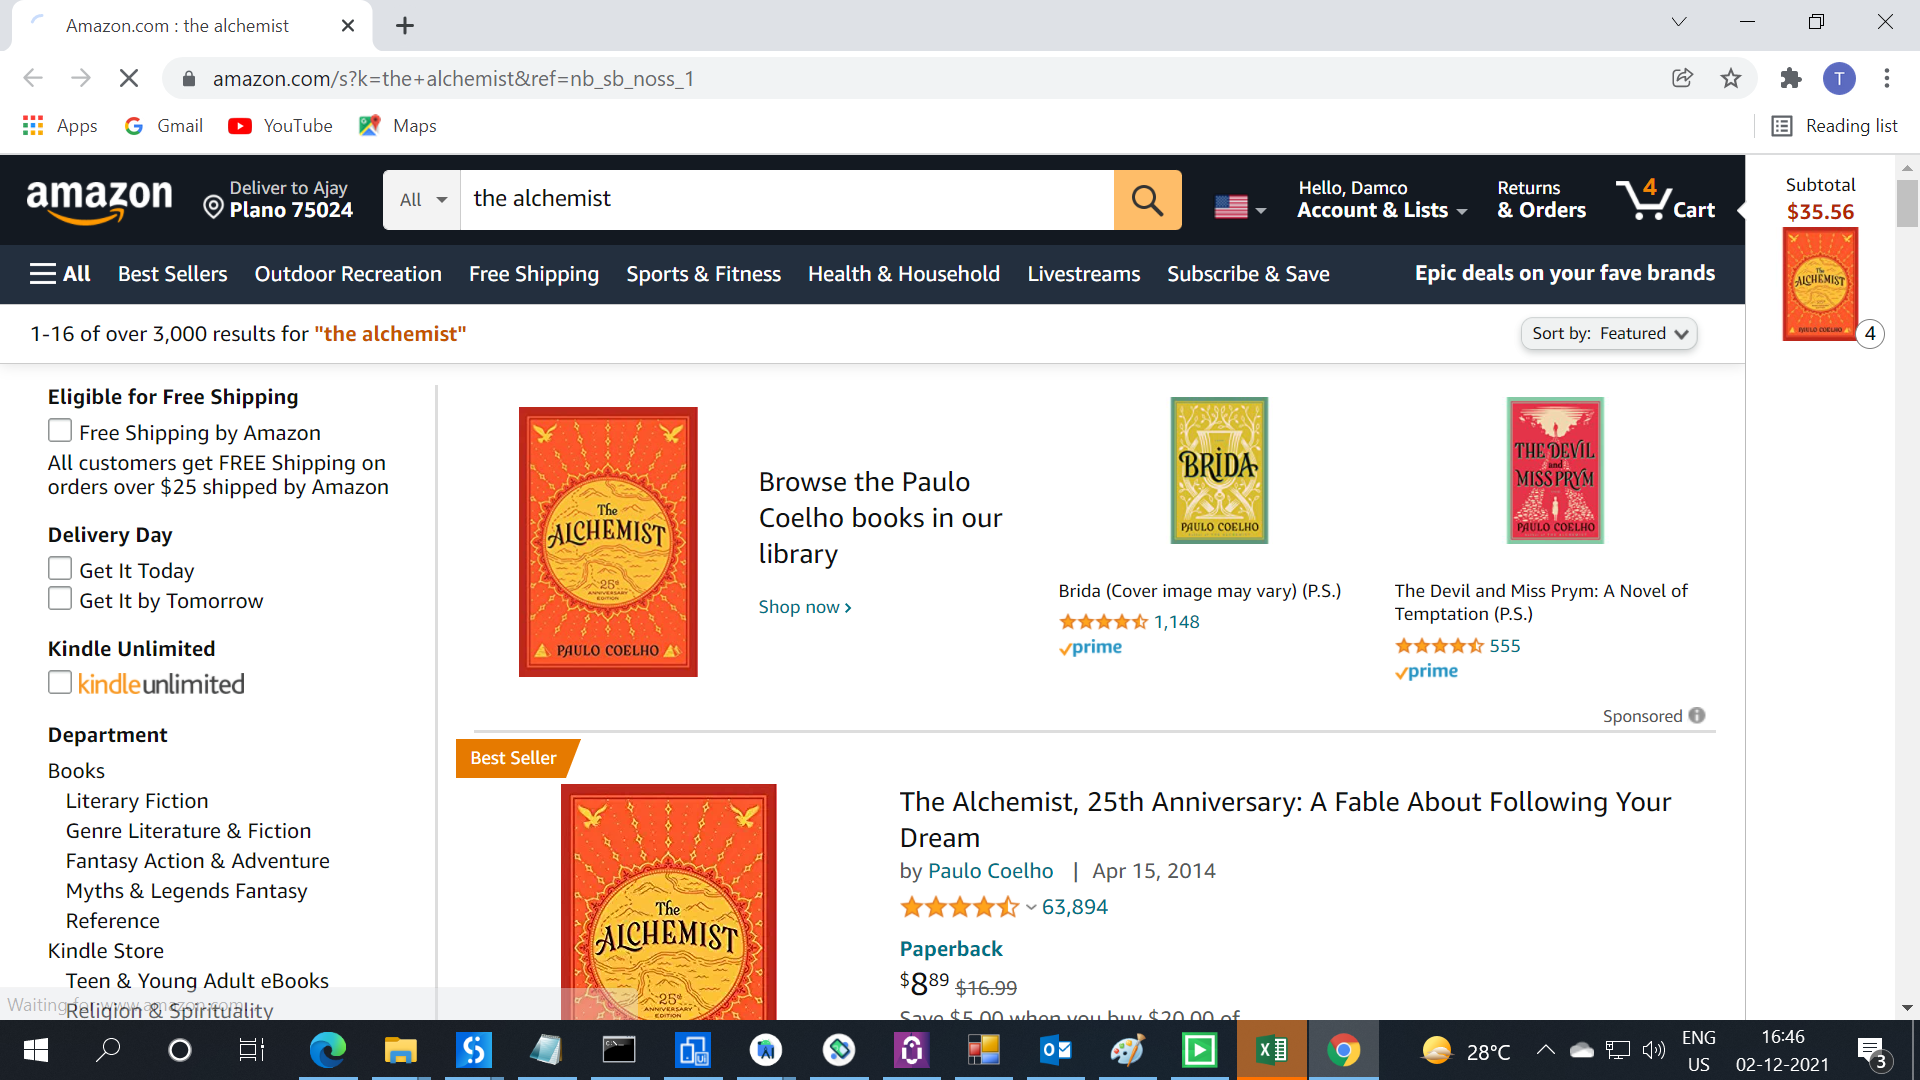 Amazon.com : the alchemist
amazon.com/s?k=the+alchemist&ref=nb_sb_noss_1
T
Apps
Gmail
YouTube
Maps
Reading list
amazon
Deliver to Ajay
Plano 75024
All
the alchemist
Hello, Damco
Account & Lists
Returns
& Orders
4
Cart
Subtotal
$35.56
All
Best Sellers
Outdoor Recreation
Free Shipping
Sports & Fitness
Health & Household
Livestreams
Subscribe & Save
Epic deals on your fave brands
The
ALCHEMIST
PAULO COELHO
4
1-16 of over 3,000 results for "the alchemist"
Sort by: Featured
Eligible for Free Shipping
Free Shipping by Amazon
All customers get FREE Shipping on
orders over $25 shipped by Amazon
Delivery Day
Get It Today
Get It by Tomorrow
Kindle Unlimited
kindleunlimited
Department
Books
Literary Fiction
Genre Literature & Fiction
Fantasy Action & Adventure
Myths & Legends Fantasy
Reference
Kindle Store
Teen & Young Adult eBooks
Religion & Spirituality
Waiting for www.amazon.com...
The
ALCHEMIST
25th
ANNIVERSARY
EDITION
PAULO COELHO
Browse the Paulo
Coelho books in our
library
Shop now ›
BRIDA
PAULO COELHO
Brida (Cover image may vary) (P.S.)
1,148
prime
THE DEVIL
and
MISS PRYM
PAULO COELHO
The Devil and Miss Prym: A Novel of
Temptation (P.S.)
555
prime
Sponsored
Best Seller
The
ALCHEMIST
25th
ANNIVERSARY
EDITION
The Alchemist, 25th Anniversary: A Fable About Following Your
Dream
by Paulo Coelho | Apr 15, 2014
63,894
Paperback
$8.89 $16.99
Save $5.00 when you buy $20.00 of
28°C
ENG
US
16:46
02-12-2021
3